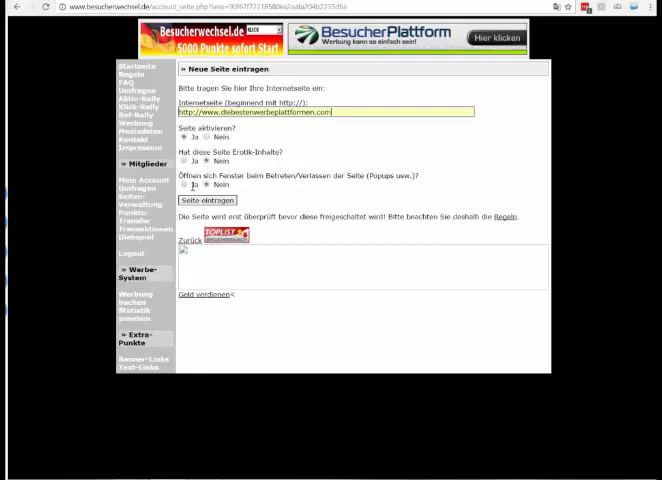 www.besucherwechsel.de/account_seite.php?sess=90f67f77218580ea2xafa204b2235d6a
Besucherwechsel.de KLICK
5000 Punkte sofort Start
BesucherPlattform
Werbung kann so einfach sein!
Hier klicken
Startseite
Regeln
FAQ
Umfragen
Aktiv-Rally
Klick-Rally
Ref-Rally
Werbung
Mediadaten
Kontakt
Impressum
» Mitglieder
Mein Account
Umfragen
Seiten-
Verwaltung
Punkte-
Transfer
Transaktionen
Diebspiel
Logout
» Werbe-
System
Werbung
buchen
Statistik
ansehen
» Extra-
Punkte
Banner-Links
Text-Links
» Neue Seite eintragen
Bitte tragen Sie hier Ihre Internetseite ein:
Internetseite (beginnend mit http://):
http://www.diebestenwerbeplattformen.com
Seite aktivieren?
Ja Nein
Hat diese Seite Erotik-Inhalte?
Ja Nein
Öffnen sich Fenster beim Betreten/Verlassen der Seite (Popups usw.)?
Ja Nein
Seite eintragen
Die Seite wird erst überprüft bevor diese freigeschaltet wird! Bitte beachten Sie deshalb die Regeln.
Zurück TOPLIST
Geld verdienen<